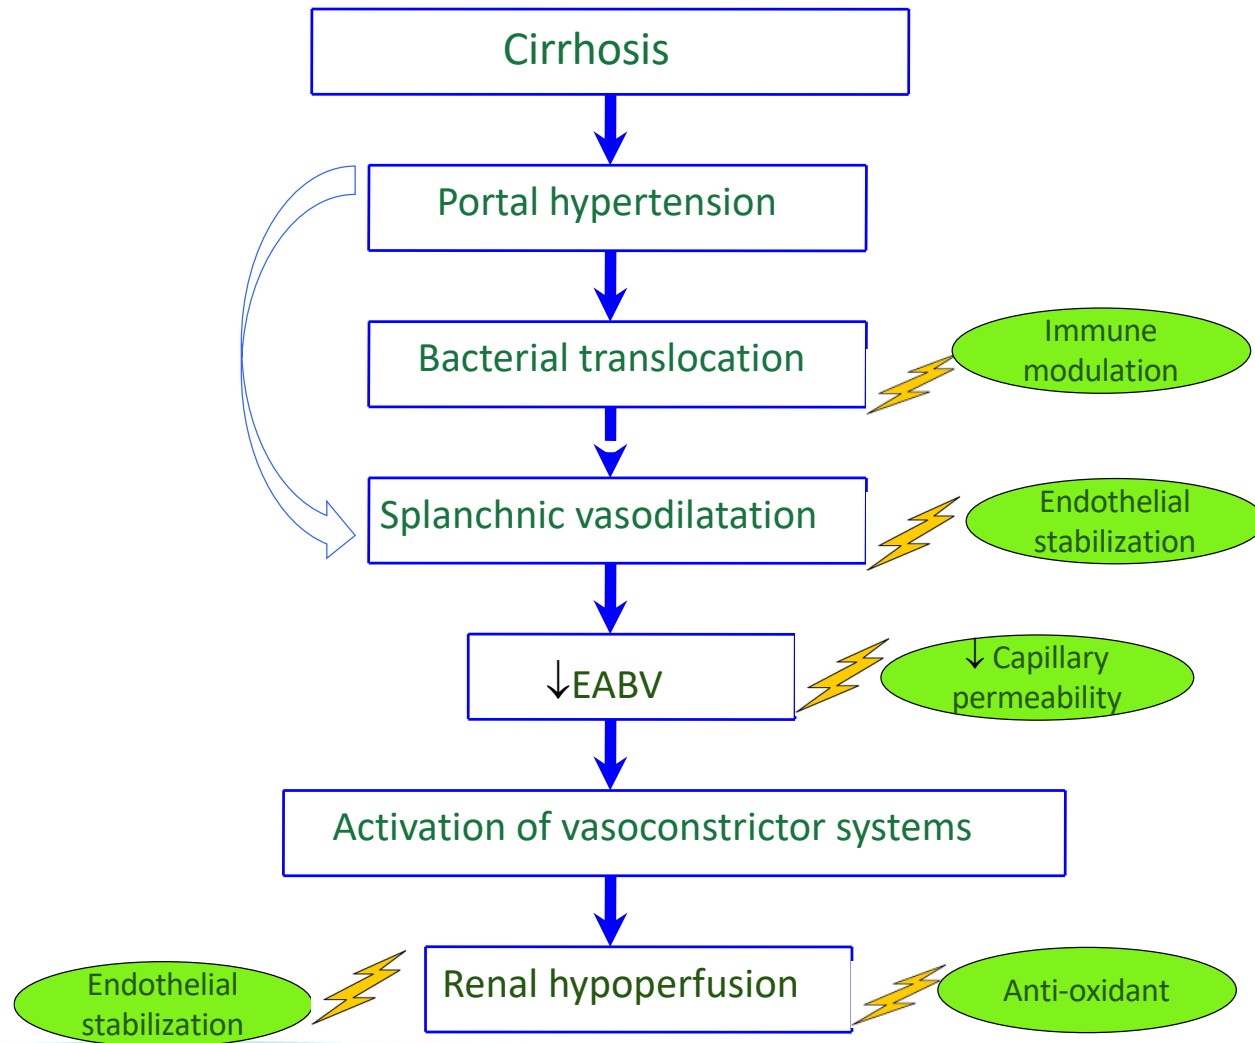 Cirrhosis
Portal hypertension
Bacterial translocation
Immune
modulation
Splanchnic vasodilatation
Endothelial
stabilization
↓EABV
↓ Capillary
permeability
Activation of vasoconstrictor systems
Renal hypoperfusion
Endothelial
stabilization
Anti-oxidant